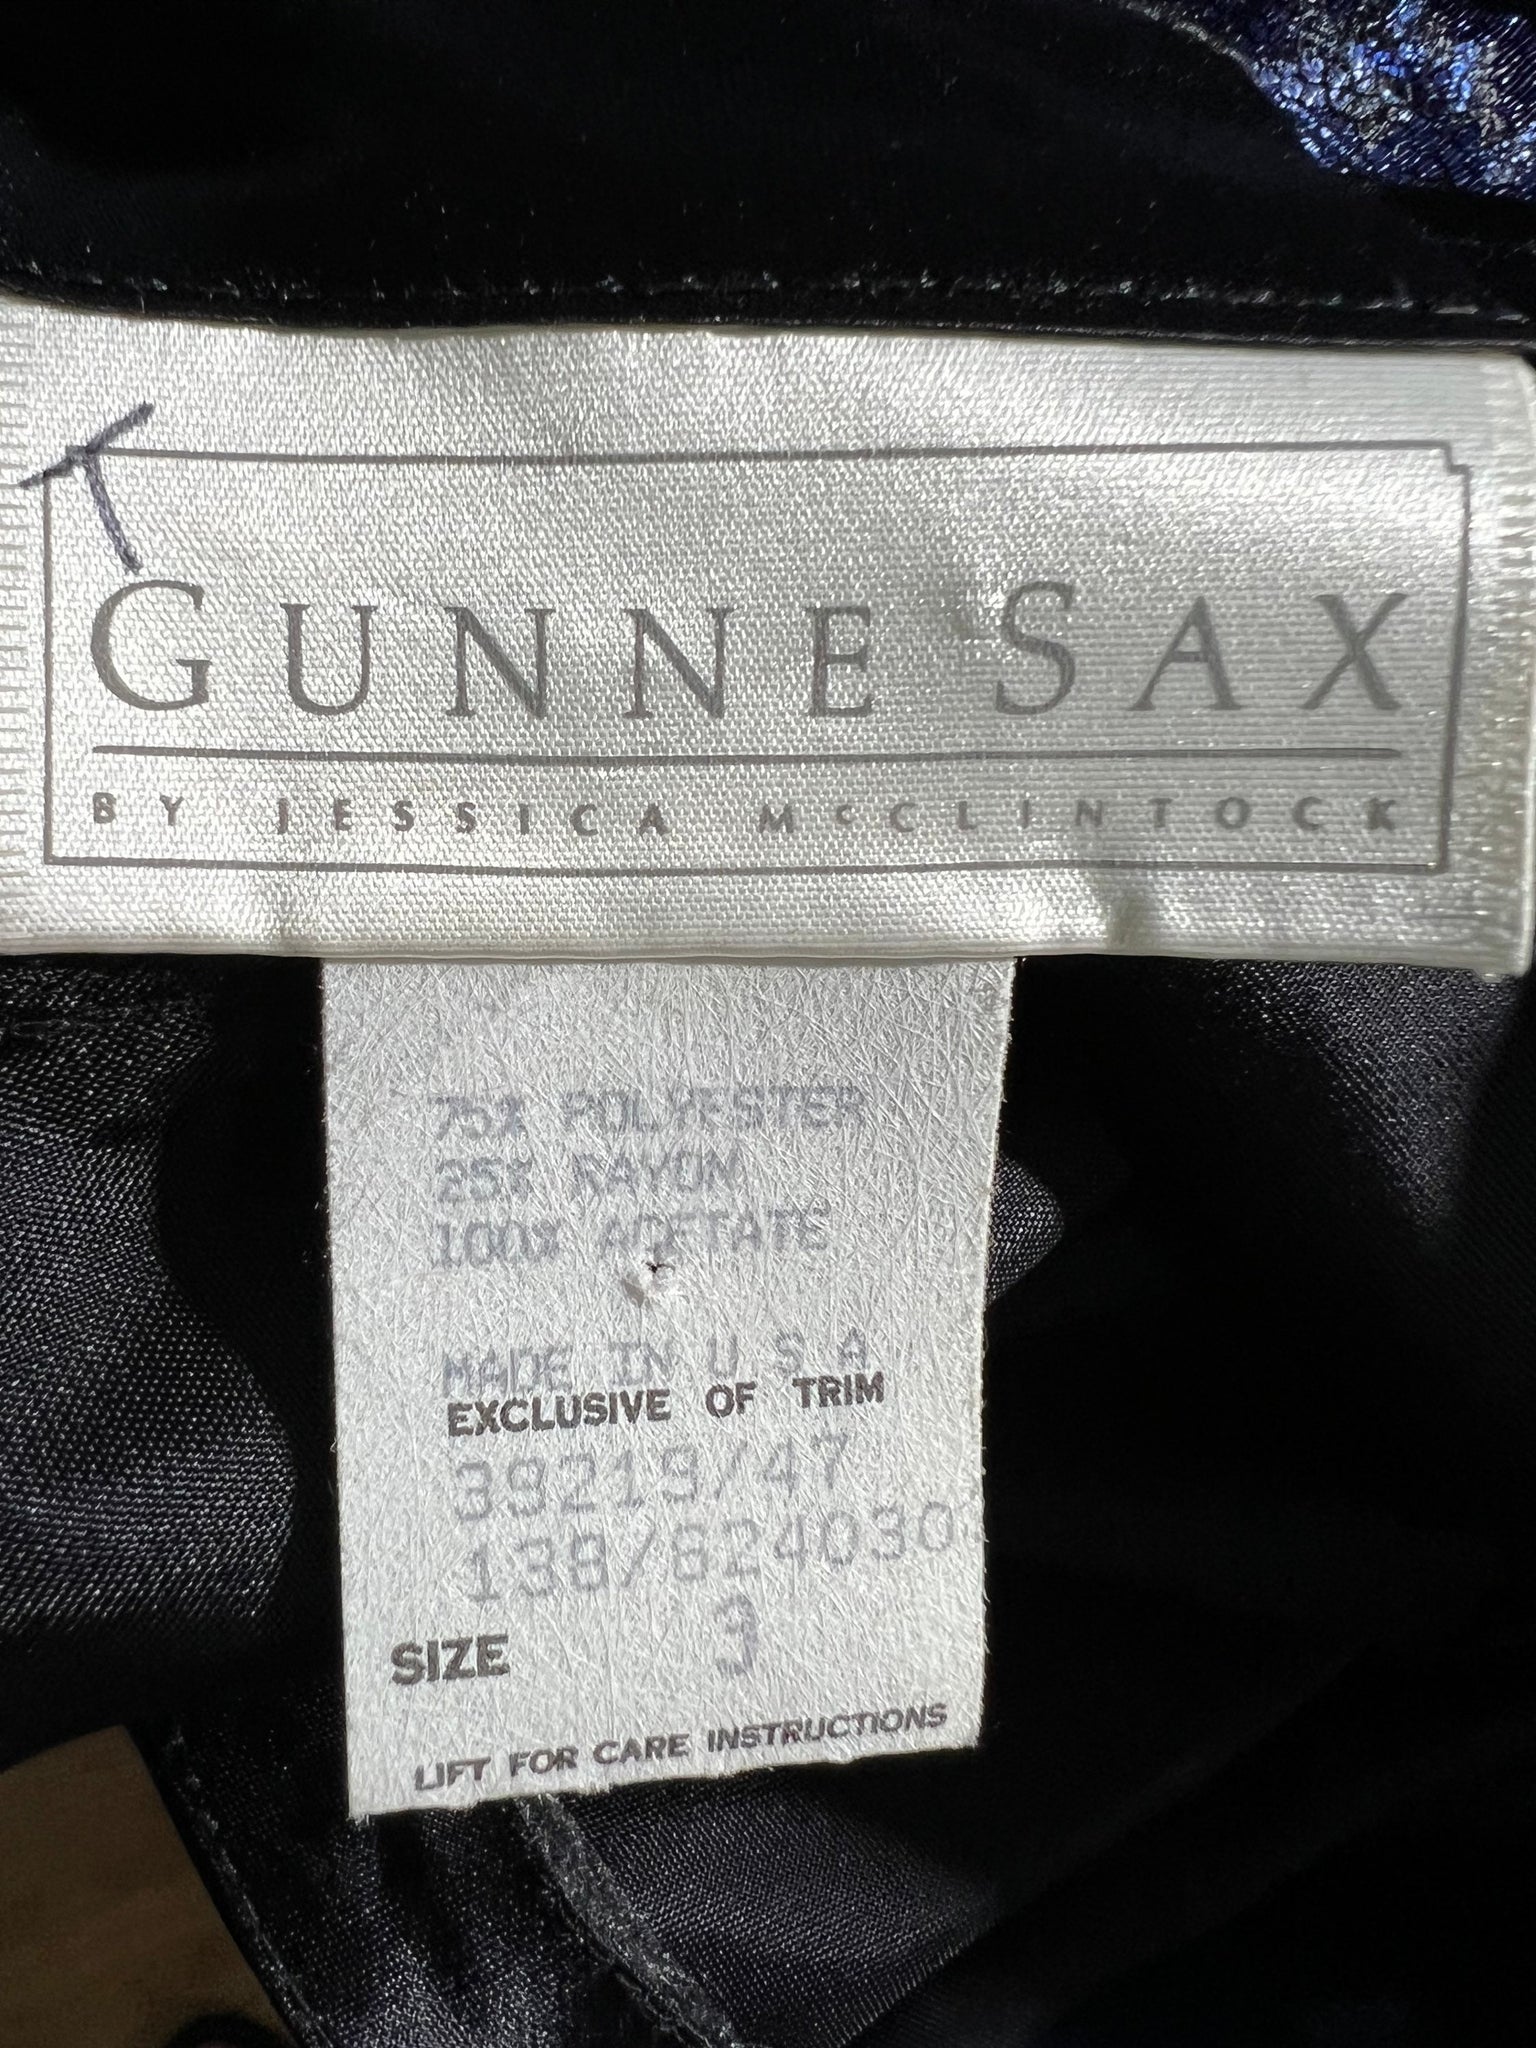 GUNNE SAX
BY JESSICA McCLINTOCK
75% POLYESTER
25% RAYON
100% ACETATE
MADE IN U S A
EXCLUSIVE OF TRIM
39219/47
138/624030
SIZE 3
LIFT FOR CARE INSTRUCTIONS